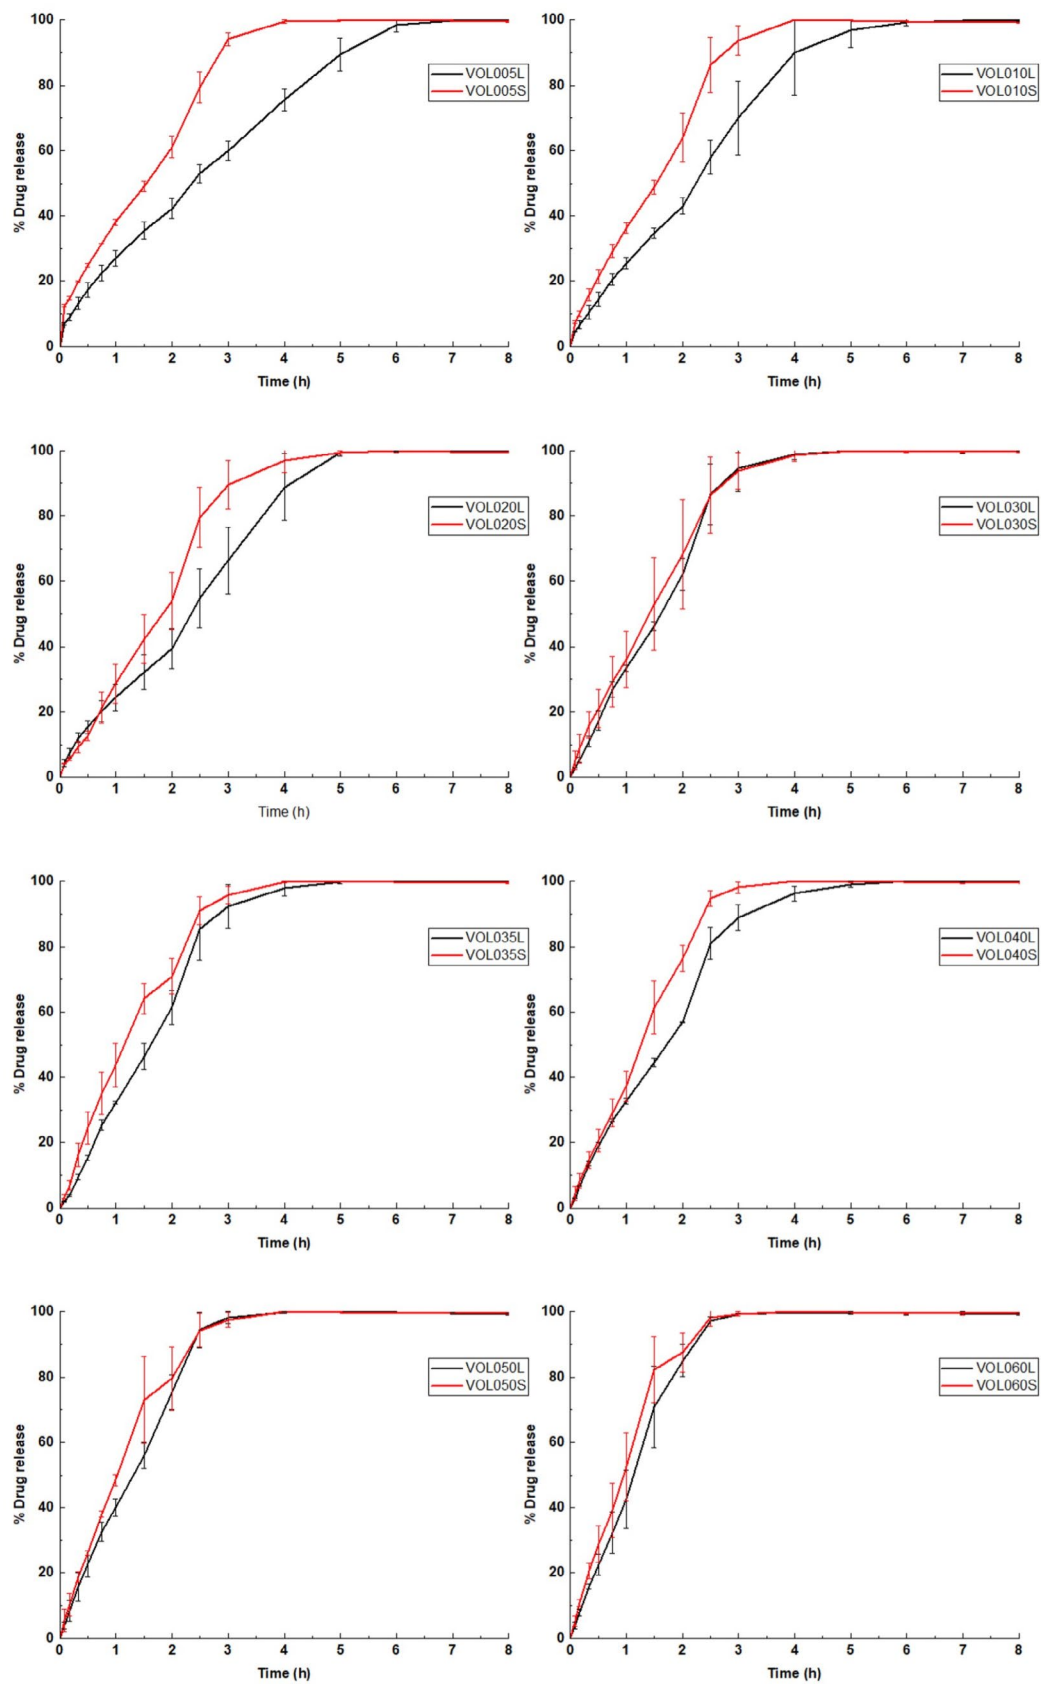 100
80
60
40
20
0
% Drug release
VOL005L
VOL005S
0 1 2 3 4 5 6 7 8
Time (h)
100
80
60
40
20
0
% Drug release
VOL010L
VOL010S
0 1 2 3 4 5 6 7 8
Time (h)
100
80
60
40
20
0
% Drug release
VOL020L
VOL020S
0 1 2 3 4 5 6 7 8
Time (h)
100
80
60
40
20
0
% Drug release
VOL030L
VOL030S
0 1 2 3 4 5 6 7 8
Time (h)
100
80
60
40
20
0
% Drug release
VOL035L
VOL035S
0 1 2 3 4 5 6 7 8
Time (h)
100
80
60
40
20
0
% Drug release
VOL040L
VOL040S
0 1 2 3 4 5 6 7 8
Time (h)
100
80
60
40
20
0
% Drug release
VOL050L
VOL050S
0 1 2 3 4 5 6 7 8
Time (h)
100
80
60
40
20
0
% Drug release
VOL060L
VOL060S
0 1 2 3 4 5 6 7 8
Time (h)